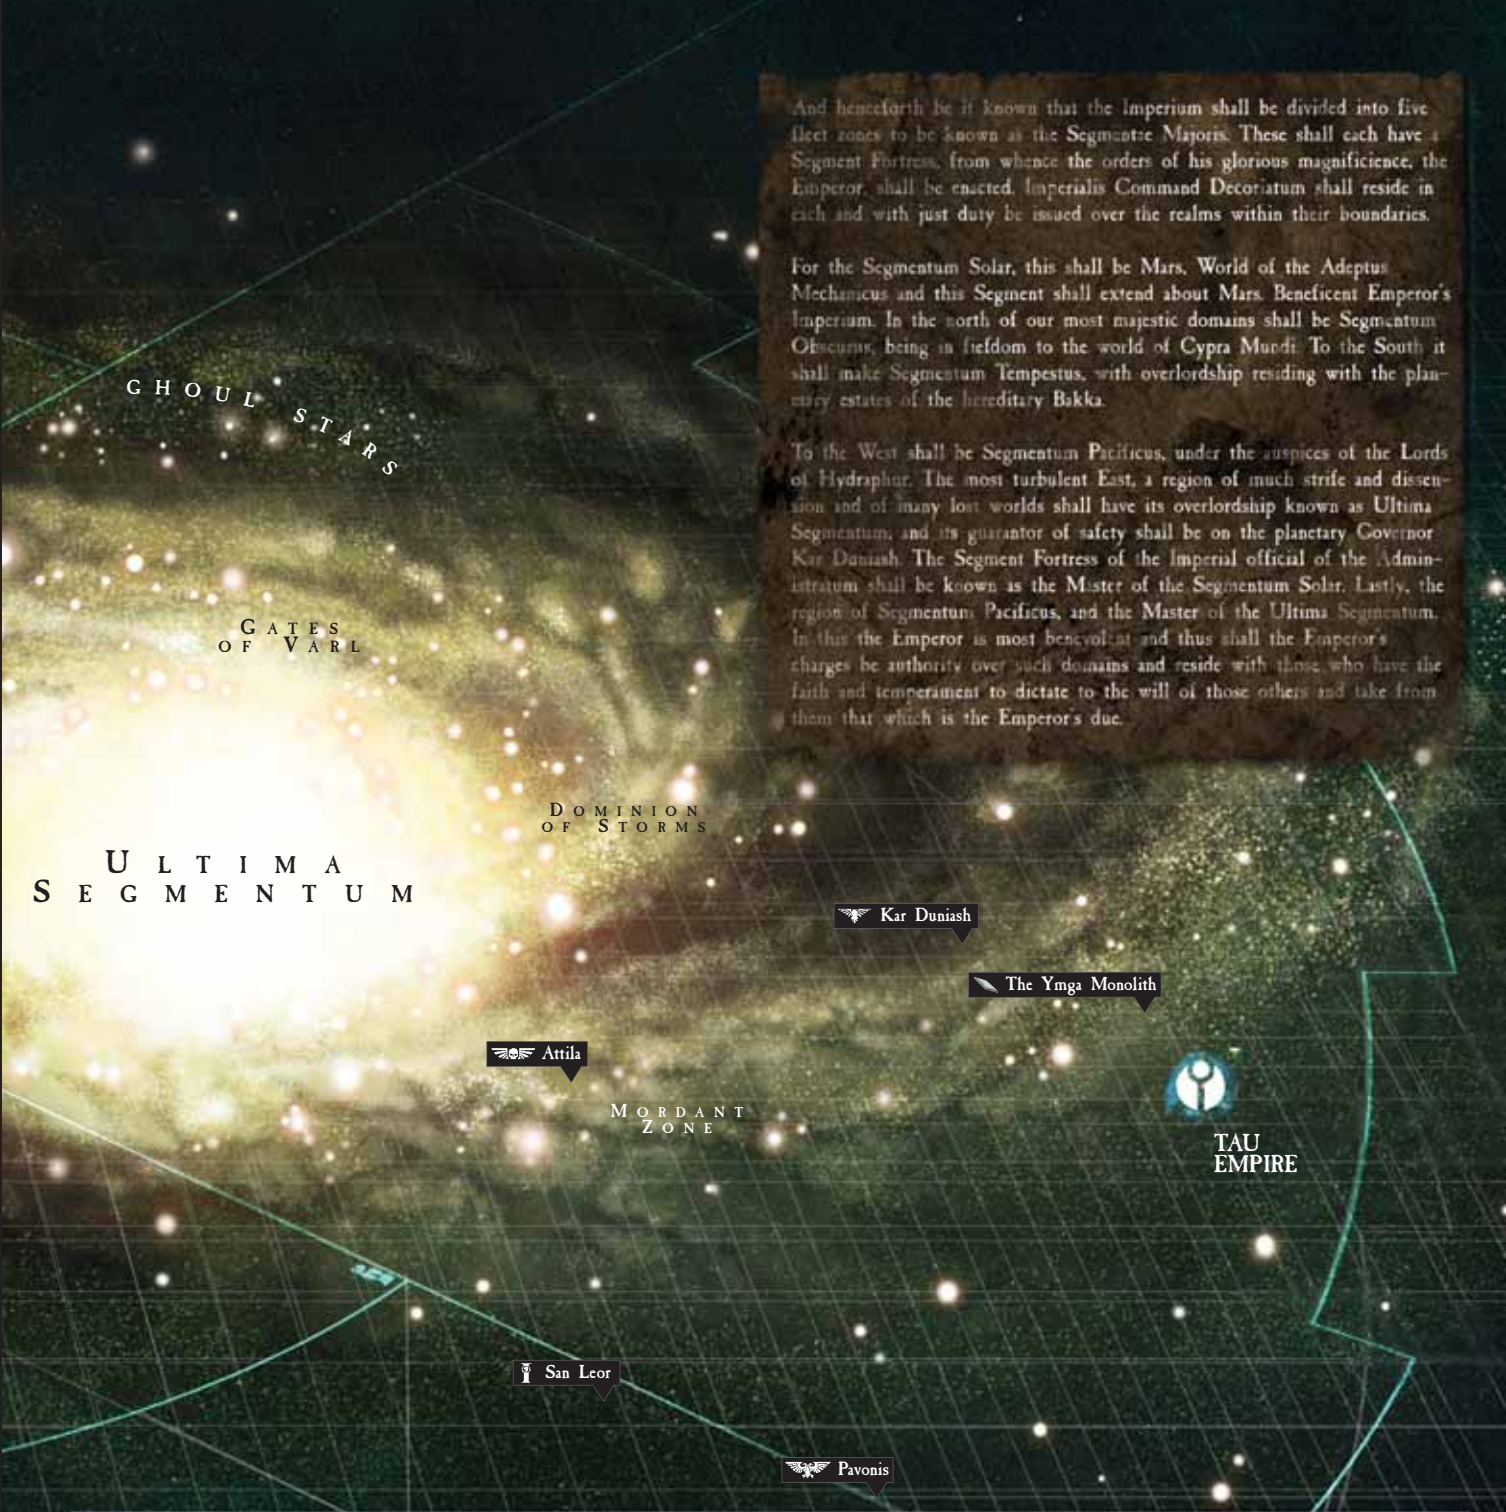 And henceforth be it known that the Imperium shall be divided into five
fleet zones to be known as the Segmentae Majoris. These shall each have a
Segment Fortress, from whence the orders of his glorious magnificience, the
Emperor, shall be enacted. Imperialis Command Decoriatum shall reside in
each and with just duty be issued over the realms within their boundaries.
For the Segmentum Solar, this shall be Mars, World of the Adeptus
Mechanicus and this Segment shall extend about Mars. Beneficent Emperor's
Imperium. In the north of our most majestic domains shall be Segmentum
Obscurus, being in fiefdom to the world of Cypra Mundi. To the South it
shall make Segmentum Tempestus, with overlordship residing with the plan-
etary estates of the hereditary Bakka.
To the West shall be Segmentum Pacificus, under the auspices of the Lords
of Hydraphur. The most turbulent East, a region of much strife and dissen-
sion and of many lost worlds shall have its overlordship known as Ultima
Segmentum, and its guarantor of safety shall be on the planetary Governor
Kar Duniash. The Segment Fortress of the Imperial official of the Admin-
istratum shall be known as the Master of the Segmentum Solar. Lastly, the
region of Segmentum Pacificus, and the Master of the Ultima Segmentum.
In this the Emperor is most benevolent and thus shall the Emperor's
charges be authority over such domains and reside with those who have the
faith and temperament to dictate to the will of those others and take from
them that which is the Emperor's due.
GHOUL STARS
GATES
OF VARL
DOMINION
OF STORMS
ULTIMA
SEGMENTUM
Kar Duniash
The Ymga Monolith
Attila
MORDANT
ZONE
TAU
EMPIRE
San Leor
Pavonis